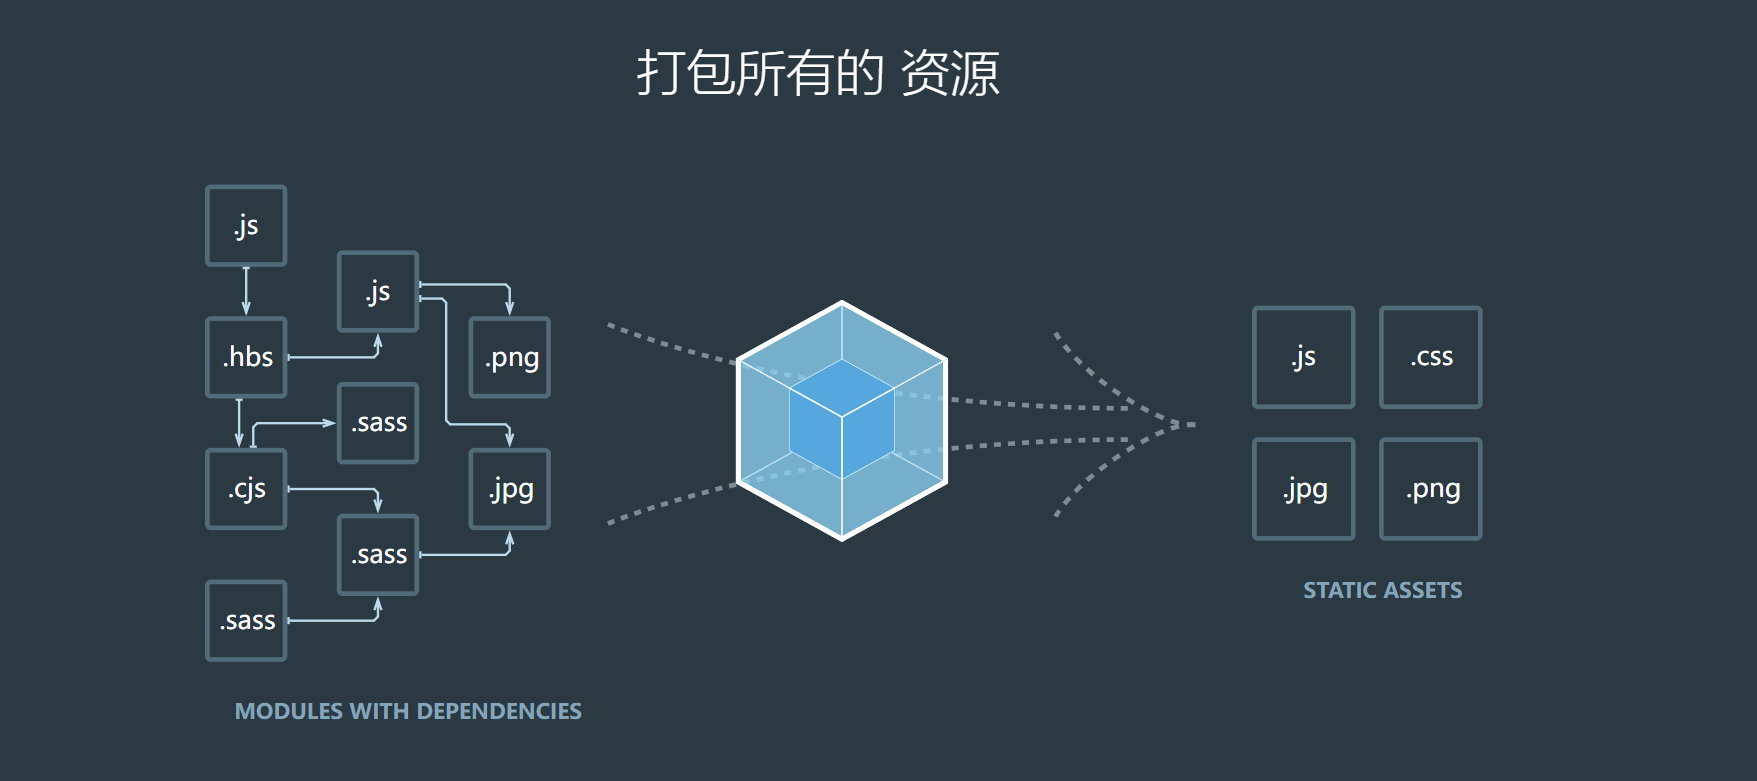 打包所有的 资源
.js
.js
.hbs
.png
.sass
.cjs
.jpg
.sass
.sass
MODULES WITH DEPENDENCIES
.js
.css
.jpg
.png
STATIC ASSETS